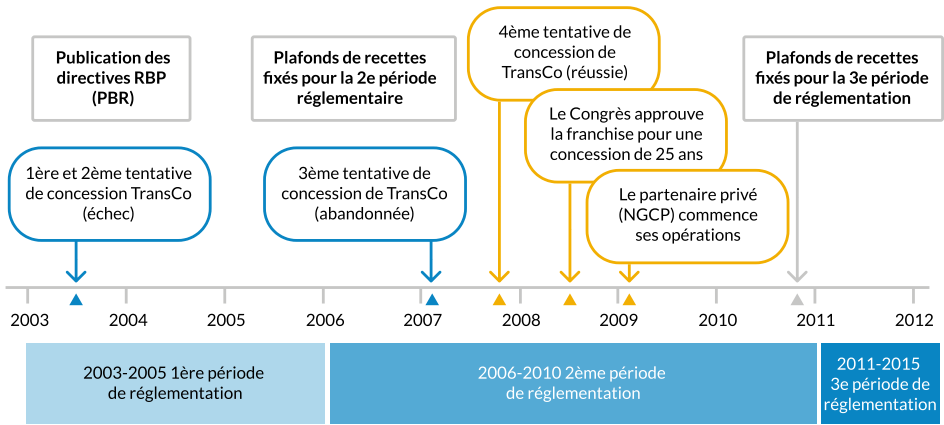 Publication des
directives RBP
(PBR)
Plafonds de recettes
fixés pour la 2e période
réglementaire
4ème tentative de
concession de
TransCo (réussie)
Plafonds de recettes
fixés pour la 3e période
de réglementation
Le Congrès approuve
la franchise pour une
concession de 25 ans
1ère et 2ème tentative
de concession TransCo
(échec)
3ème tentative de
concession de TransCo
(abandonnée)
Le partenaire privé
(NGCP) commence
ses opérations
2003 2004 2005 2006 2007 2008 2009 2010 2011 2012
2003-2005 1ère période
de réglementation
2006-2010 2ème période
de réglementation
2011-2015
3e période de
réglementation